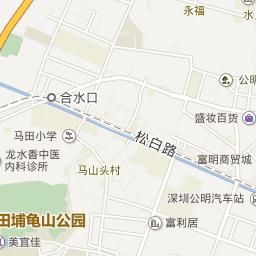 永福
水
公明
盛妆百货
合水口
马田小学
松白路
龙水香中医
内科诊所
富明商贸城
马山头村
深圳公明汽车站
田埔龟山公园
富利居
美宜佳